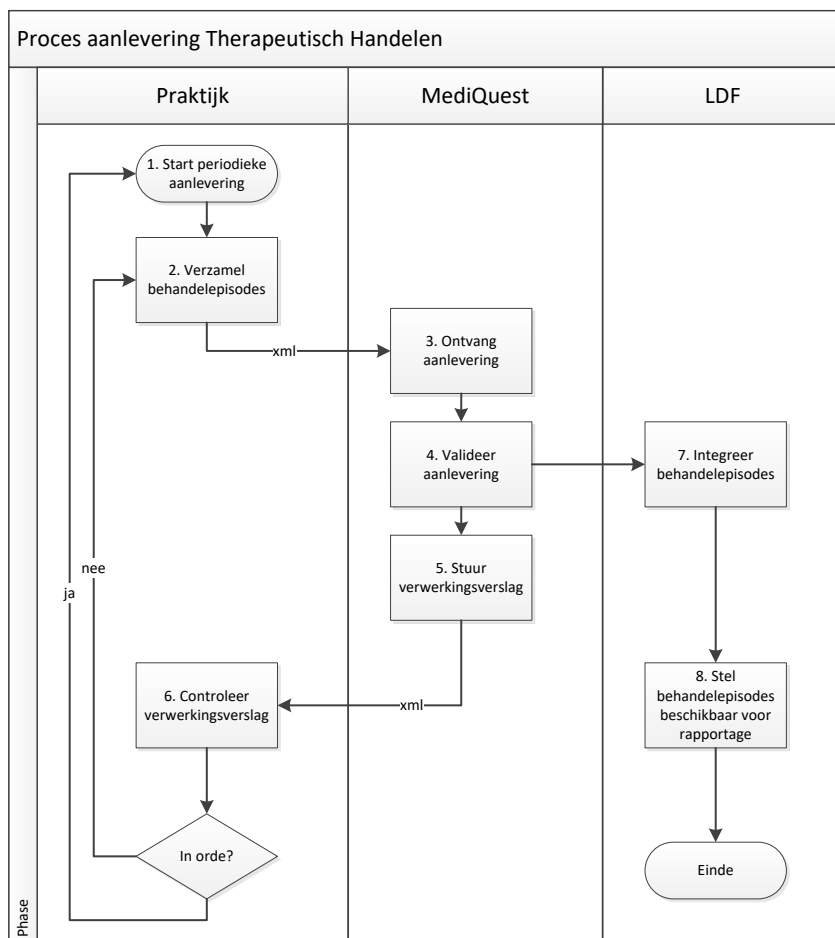 Proces aanlevering Therapeutisch Handelen
Praktijk
MediQuest
LDF
1. Start periodieke
aanlevering
2. Verzamel
behandelepisodes
xml
3. Ontvang
aanlevering
4. Valideer
aanlevering
7. Integreer
behandelepisodes
5. Stuur
verwerkingsverslag
nee
ja
6. Controleer
verwerkingsverslag
xml
8. Stel
behandelepisodes
beschikbaar voor
rapportage
In orde?
Einde
Phase